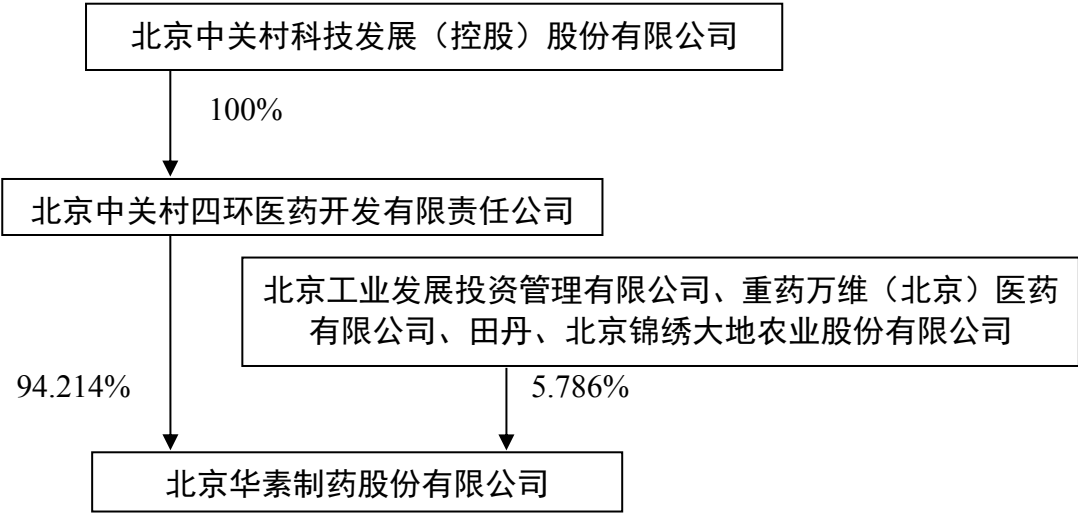 北京中关村科技发展（控股）股份有限公司
100%
北京中关村四环医药开发有限责任公司
北京工业发展投资管理有限公司、重药万维（北京）医药
有限公司、田丹、北京锦绣大地农业股份有限公司
94.214%
5.786%
北京华素制药股份有限公司